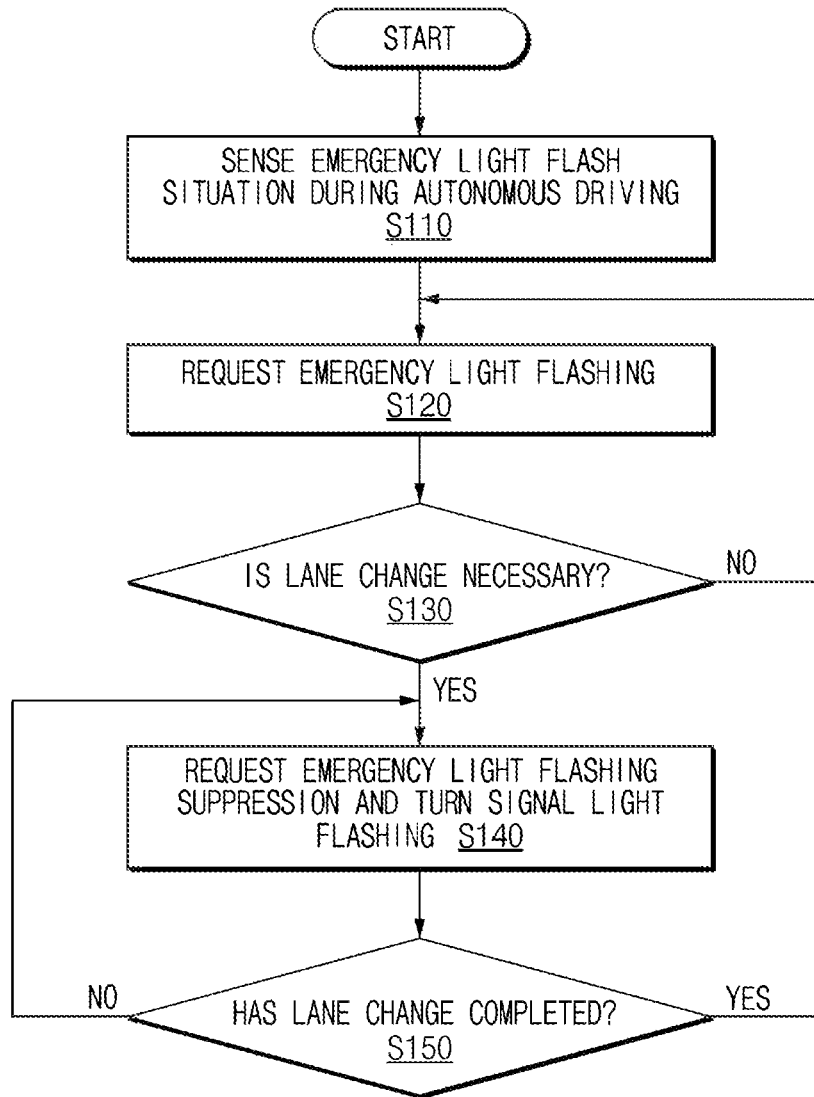 START
SENSE EMERGENCY LIGHT FLASH
SITUATION DURING AUTONOMOUS DRIVING
S110
REQUEST EMERGENCY LIGHT FLASHING
S120
IS LANE CHANGE NECESSARY?
S130
NO
YES
REQUEST EMERGENCY LIGHT FLASHING
SUPPRESSION AND TURN SIGNAL LIGHT
FLASHING S140
HAS LANE CHANGE COMPLETED?
S150
NO
YES